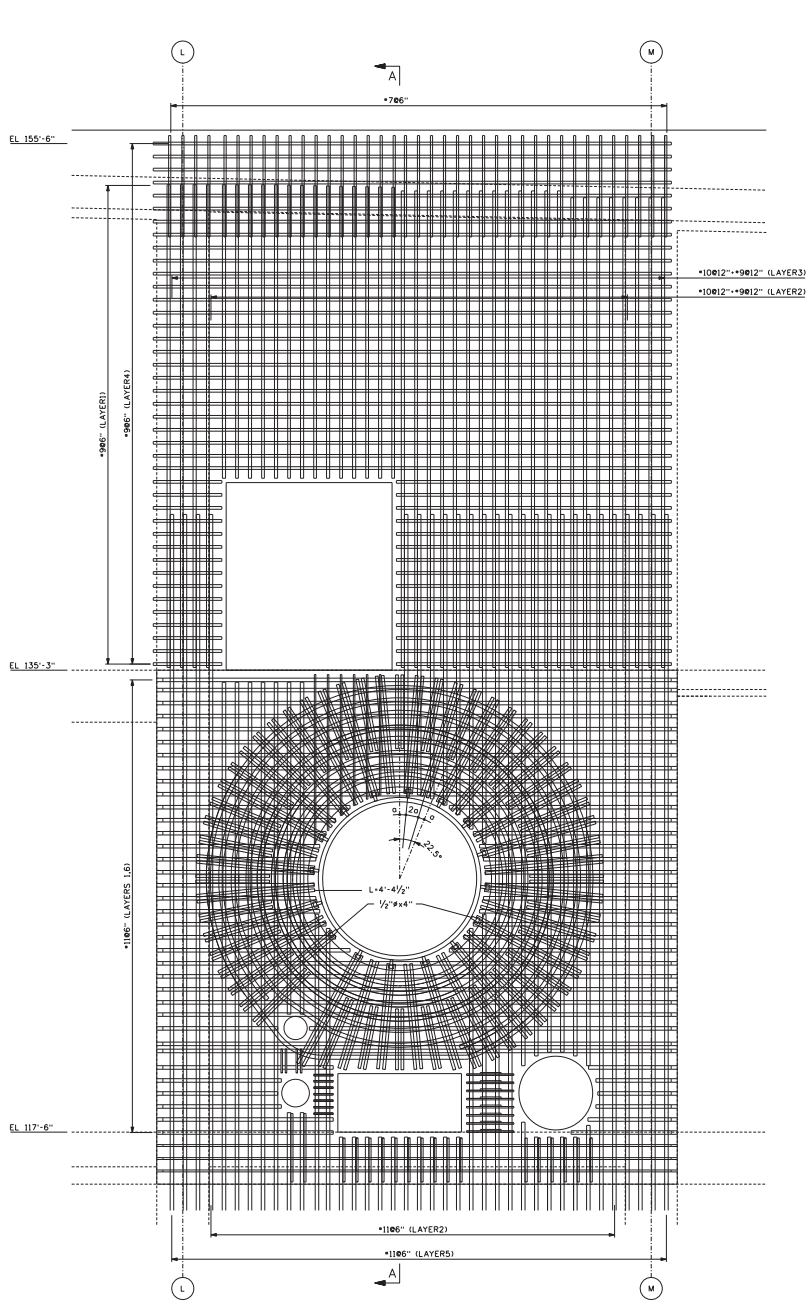 L
M
A
*7@6"
EL 155'-6"
*10@12"+*9@12" (LAYER3)
*10@12"+*9@12" (LAYER2)
*9@6" (LAYER1)
*9@6" (LAYER4)
EL 135'-3"
a
2a
a
22.5°
L=4'-4½"
½"øx4"
*11@6" (LAYERS 1,6)
EL 117'-6"
*11@6" (LAYER2)
*11@6" (LAYER5)
A
L
M